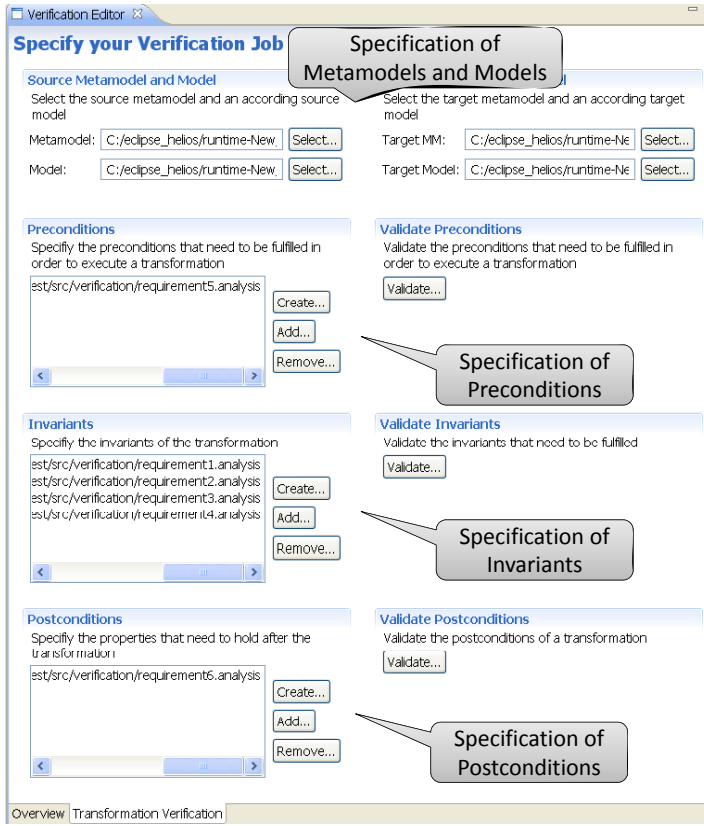 Verification Editor
Specify your Verification Job
Specification of
Metamodels and Models
Source Metamodel and Model
Select the source metamodel and an according source
model
Metamodel: C:/eclipse_helios/runtime-New_ Select...
Model: C:/eclipse_helios/runtime-New_ Select...
Select the target metamodel and an according target
model
Target MM: C:/eclipse_helios/runtime-Ne Select...
Target Model: C:/eclipse_helios/runtime-Ne Select...
Preconditions
Specify the preconditions that need to be fulfilled in
order to execute a transformation
est/src/verification/requirement5.analysis
Create...
Add...
Remove...
Validate Preconditions
Validate the preconditions that need to be fulfilled in
order to execute a transformation
Validate...
Specification of
Preconditions
Invariants
Specify the invariants of the transformation
est/src/verification/requirement1.analysis
est/src/verification/requirement2.analysis
est/src/verification/requirement3.analysis
est/src/verification/requirement4.analysis
Create...
Add...
Remove...
Validate Invariants
Validate the invariants that need to be fulfilled
Validate...
Specification of
Invariants
Postconditions
Specify the properties that need to hold after the
transformation
est/src/verification/requirement6.analysis
Create...
Add...
Remove...
Validate Postconditions
Validate the postconditions of a transformation
Validate...
Specification of
Postconditions
Overview
Transformation Verification